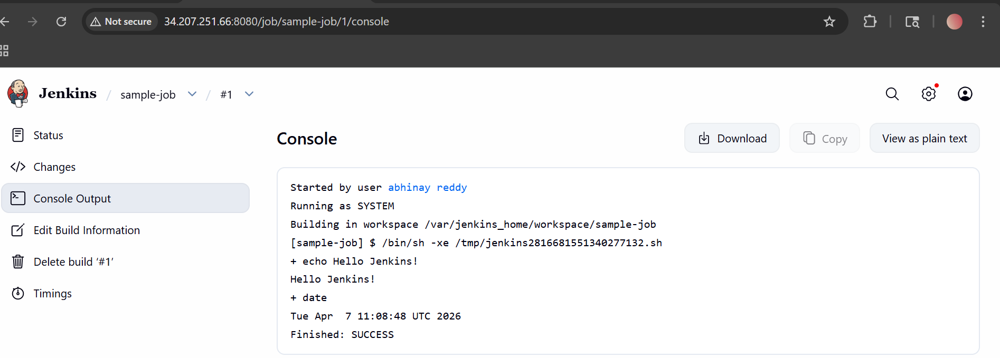 Not secure 34.207.251.66:8080/job/sample-job/1/console
Jenkins / sample-job / #1
Status
Changes
Console Output
Edit Build Information
Delete build ‘#1’
Timings
Console
Download
Copy
View as plain text
Started by user abhinay reddy
Running as SYSTEM
Building in workspace /var/jenkins_home/workspace/sample-job
[sample-job] $ /bin/sh -xe /tmp/jenkins2816681551340277132.sh
+ echo Hello Jenkins!
Hello Jenkins!
+ date
Tue Apr  7 11:08:48 UTC 2026
Finished: SUCCESS